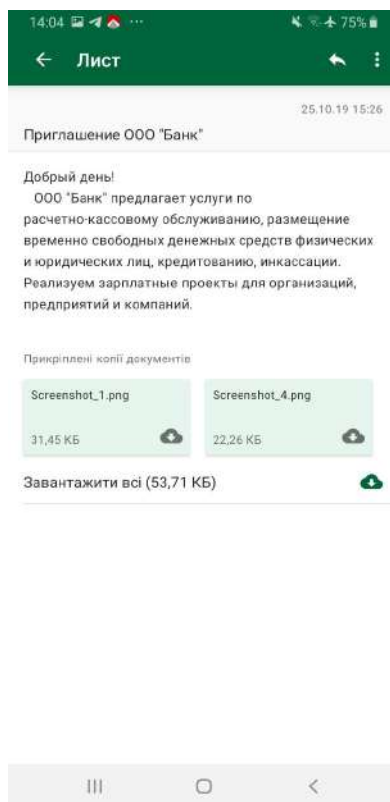 14:04 75%
Лист
25.10.19 15:26
Приглашение ООО "Банк"
Добрый день!
ООО "Банк" предлагает услуги по
расчетно-кассовому обслуживанию, размещение
временно свободных денежных средств физических
и юридических лиц, кредитованию, инкассации.
Реализуем зарплатные проекты для организаций,
предприятий и компаний.
Прикріплені копії документів
Screenshot_1.png Screenshot_4.png
31,45 КБ 22,26 КБ
Завантажити всі (53,71 КБ)